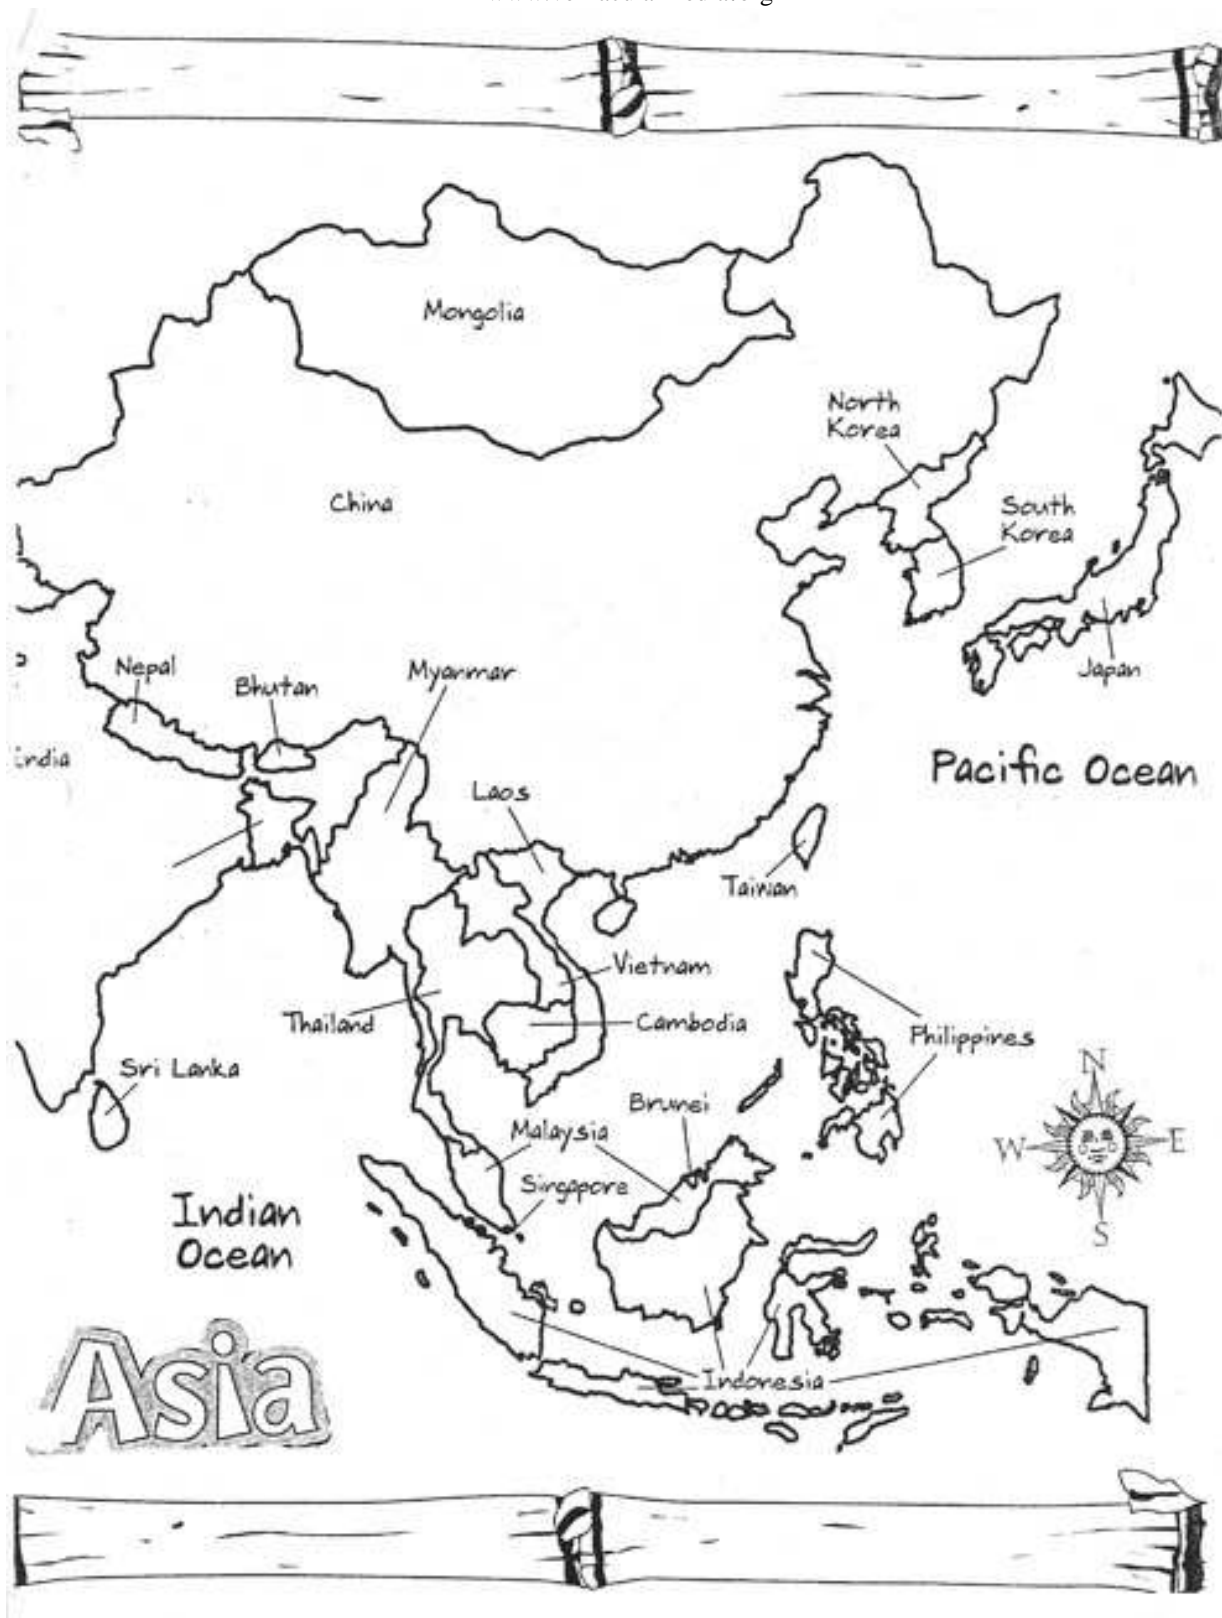 Mongolia
North
Korea
China
South
Korea
Nepal
Bhutan
Myanmar
Japan
india
Pacific Ocean
Laos
Taiwan
Vietnam
Thailand
Cambodia
Philippines
Sri Lanka
N
Brunei
Malaysia
W
E
Singapore
Indian
Ocean
S
Asia
Indonesia